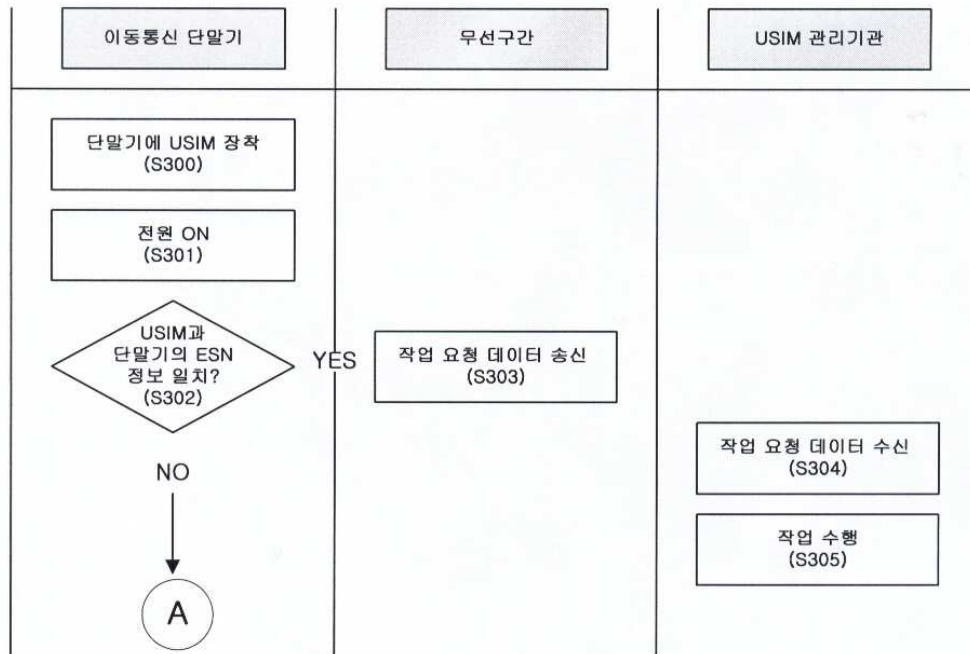 이동통신 단말기
무선구간
USIM 관리기관
단말기에 USIM 장착
(S300)
전원 ON
(S301)
USIM과
단말기의 ESN
정보 일치?
(S302)
YES
작업 요청 데이터 송신
(S303)
작업 요청 데이터 수신
(S304)
작업 수행
(S305)
NO
A